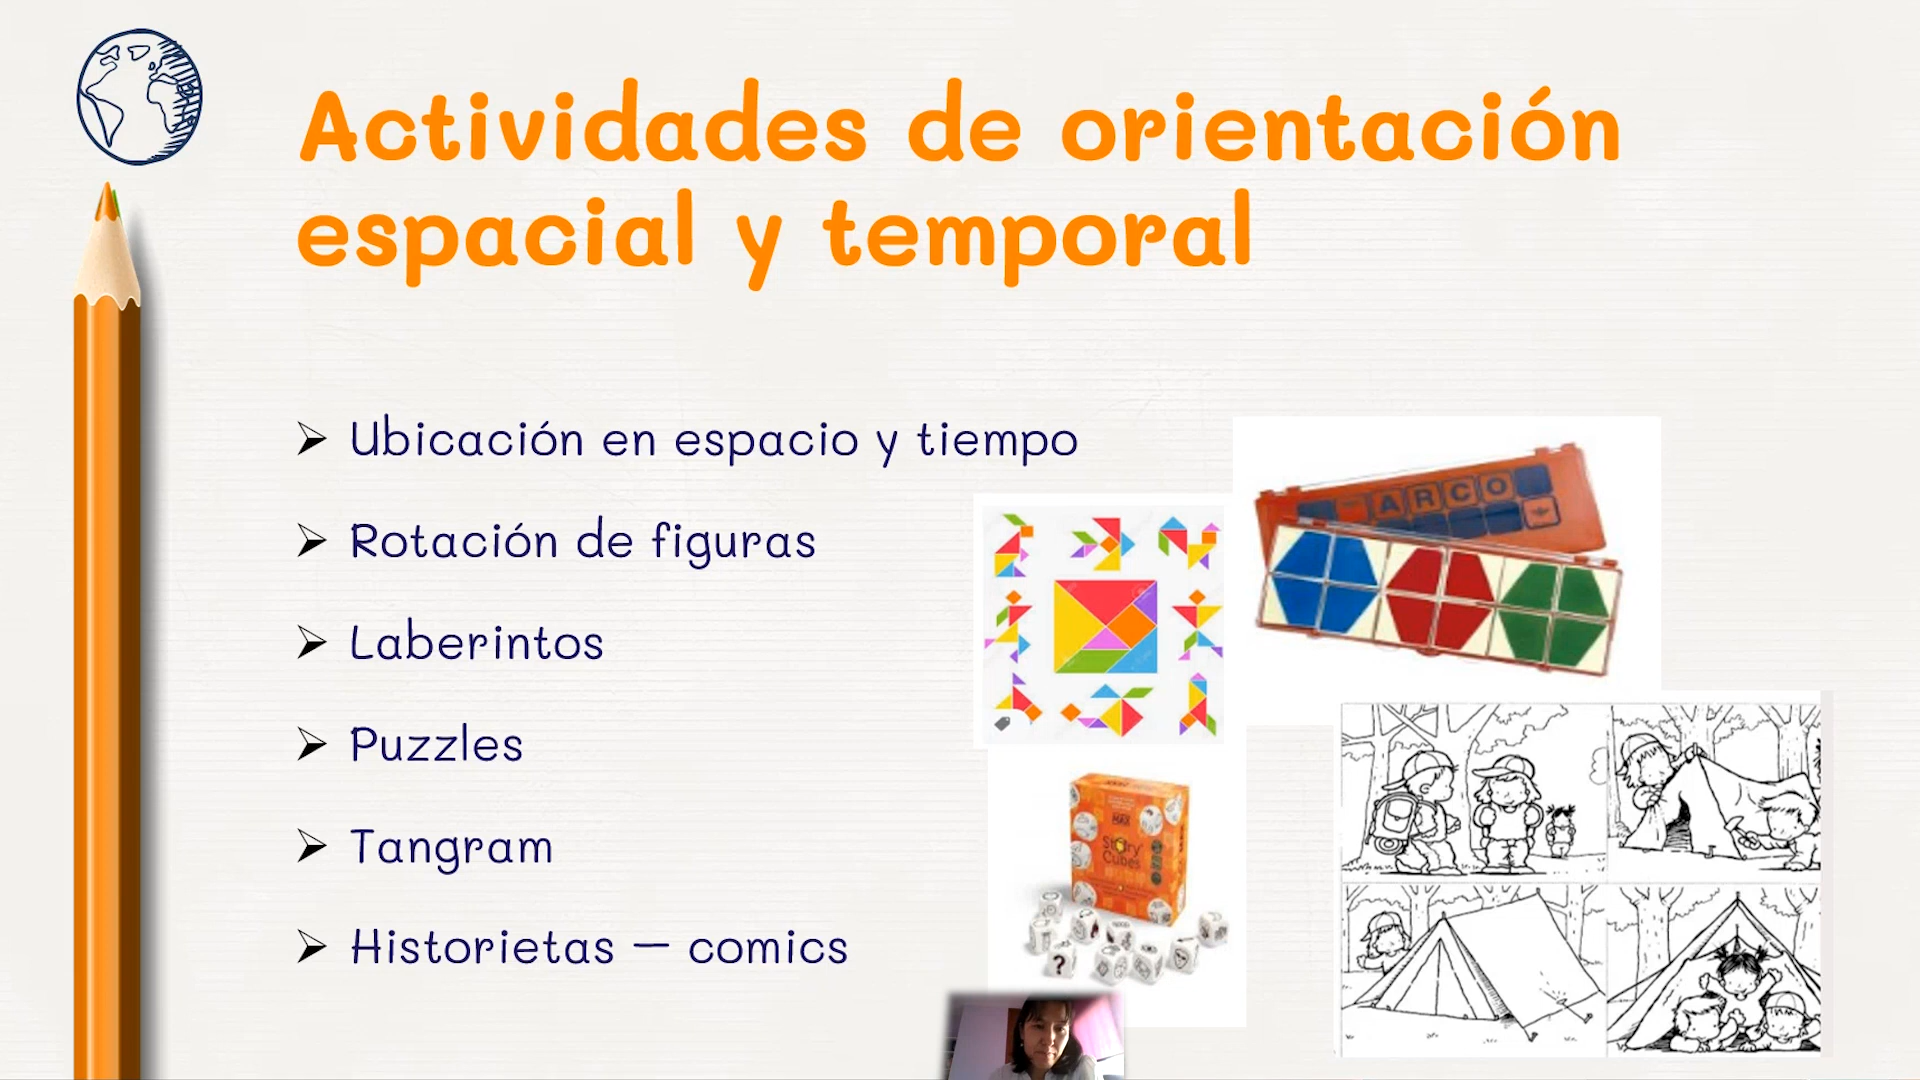 Actividades de orientación
espacial y temporal
Ubicación en espacio y tiempo
Rotación de figuras
Laberintos
Puzzles
Tangram
Historietas – comics
ARCO
MAX
Story
Cubes
?